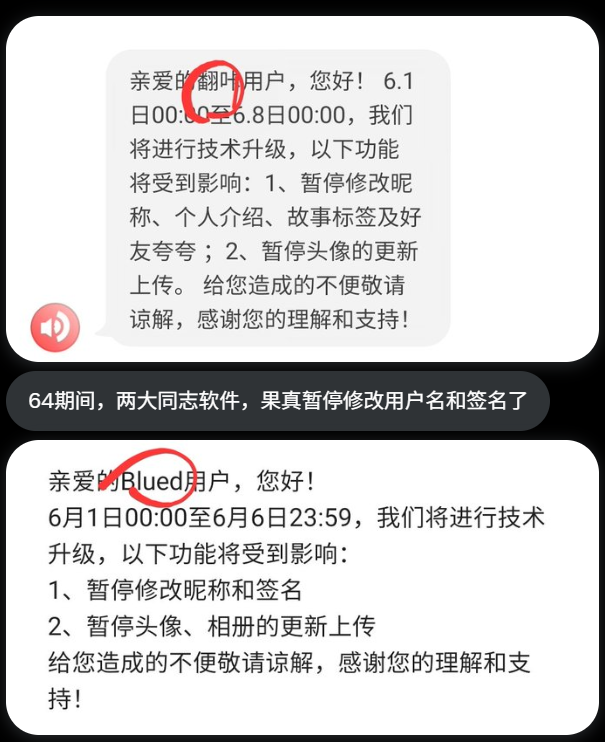 亲爱的翻咔用户，您好！ 6.1
日00:00至6.8日00:00，我们
将进行技术升级，以下功能
将受到影响：1、暂停修改昵
称、个人介绍、故事标签及好
友夸夸 ；2、暂停头像的更新
上传。 给您造成的不便敬请
谅解，感谢您的理解和支持！
64期间，两大同志软件，果真暂停修改用户名和签名了
亲爱的Blued用户，您好！
6月1日00:00至6月6日23:59，我们将进行技术
升级，以下功能将受到影响：
1、暂停修改昵称和签名
2、暂停头像、相册的更新上传
给您造成的不便敬请谅解，感谢您的理解和支
持！